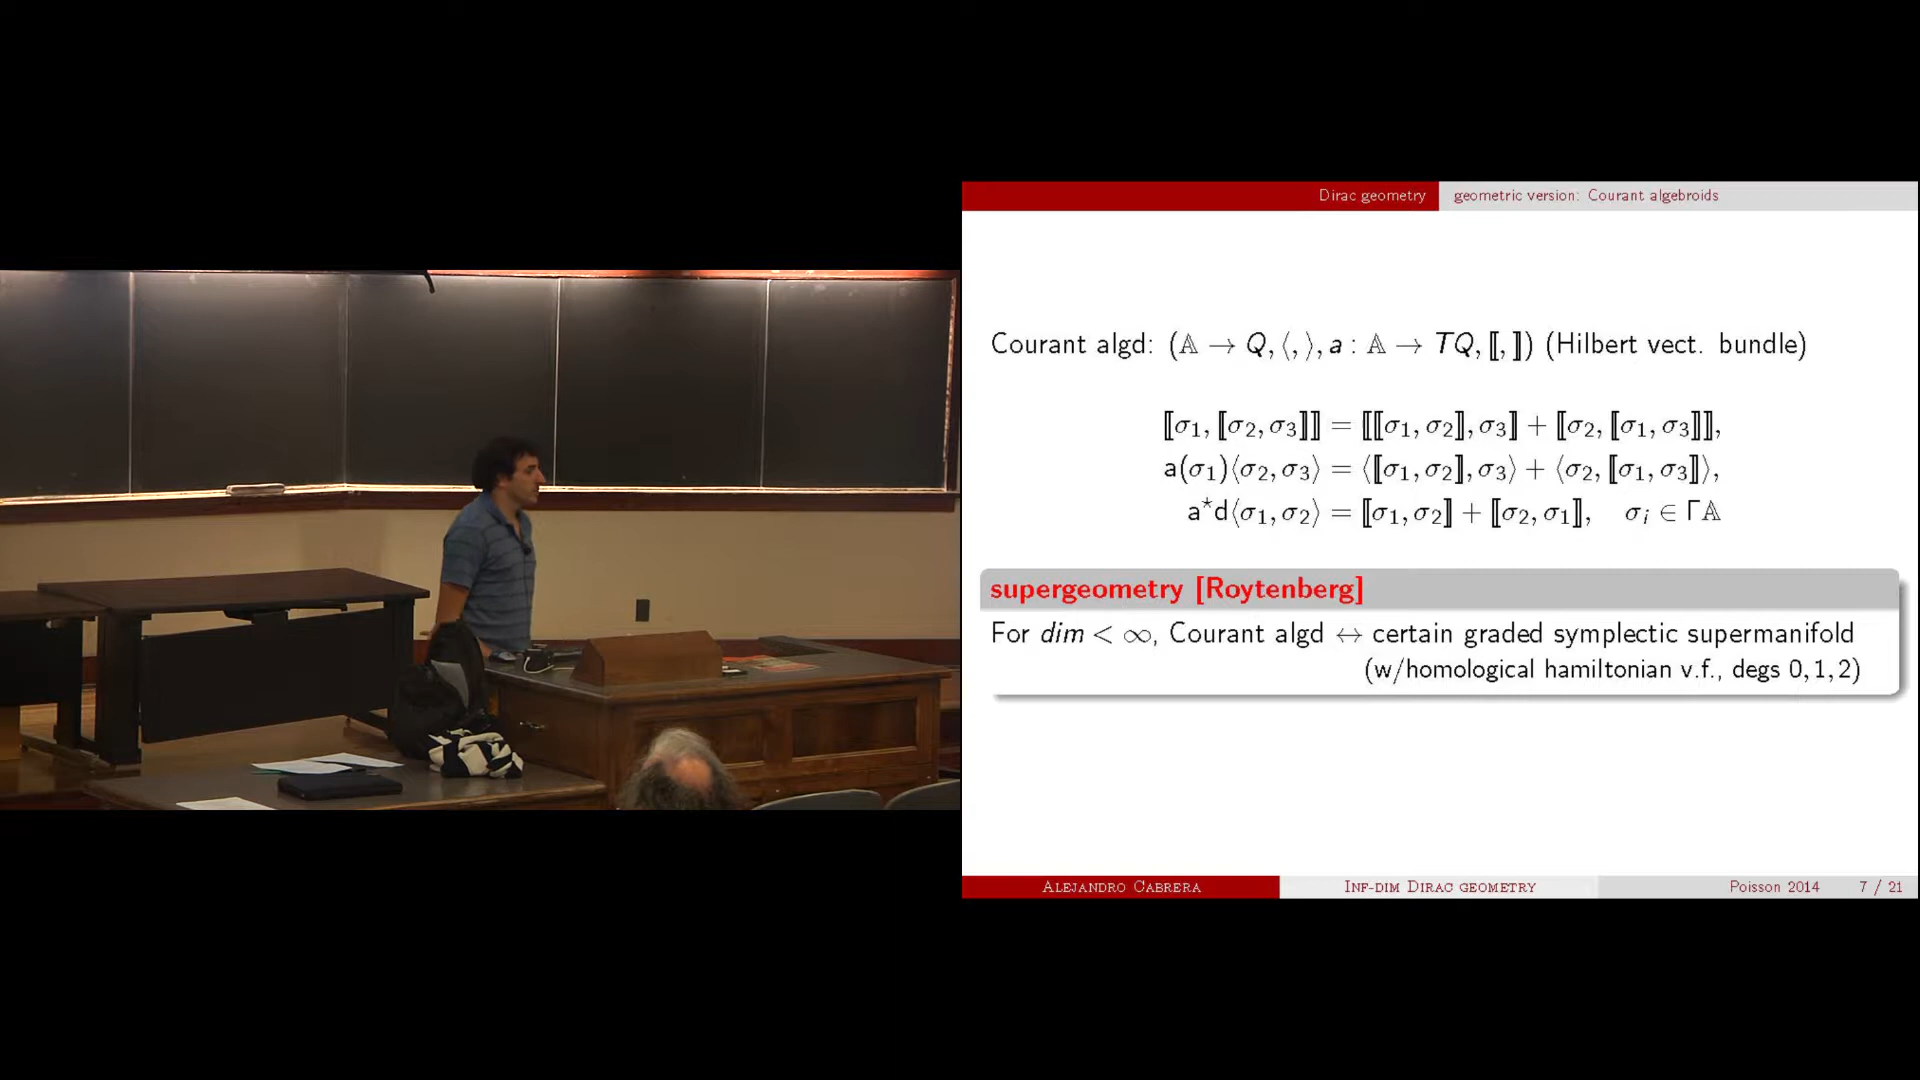 Dirac geometry geometric version: Courant algebroids
Courant algd: (𝔸 → Q, ⟨, ⟩, a : 𝔸 → TQ, ⟦, ⟧) (Hilbert vect. bundle)
⟦σ₁, ⟦σ₂, σ₃⟧⟧ = ⟦⟦σ₁, σ₂⟧, σ₃⟧ + ⟦σ₂, ⟦σ₁, σ₃⟧⟧,
a(σ₁)⟨σ₂, σ₃⟩ = ⟨⟦σ₁, σ₂⟧, σ₃⟩ + ⟨σ₂, ⟦σ₁, σ₃⟧⟩,
a*d⟨σ₁, σ₂⟩ = ⟦σ₁, σ₂⟧ + ⟦σ₂, σ₁⟧, σᵢ ∈ Γ𝔸
supergeometry [Roytenberg]
For dim < ∞, Courant algd ↔ certain graded symplectic supermanifold
(w/homological hamiltonian v.f., degs 0, 1, 2)
Alejandro Cabrera Inf-dim Dirac geometry Poisson 2014 7 / 21